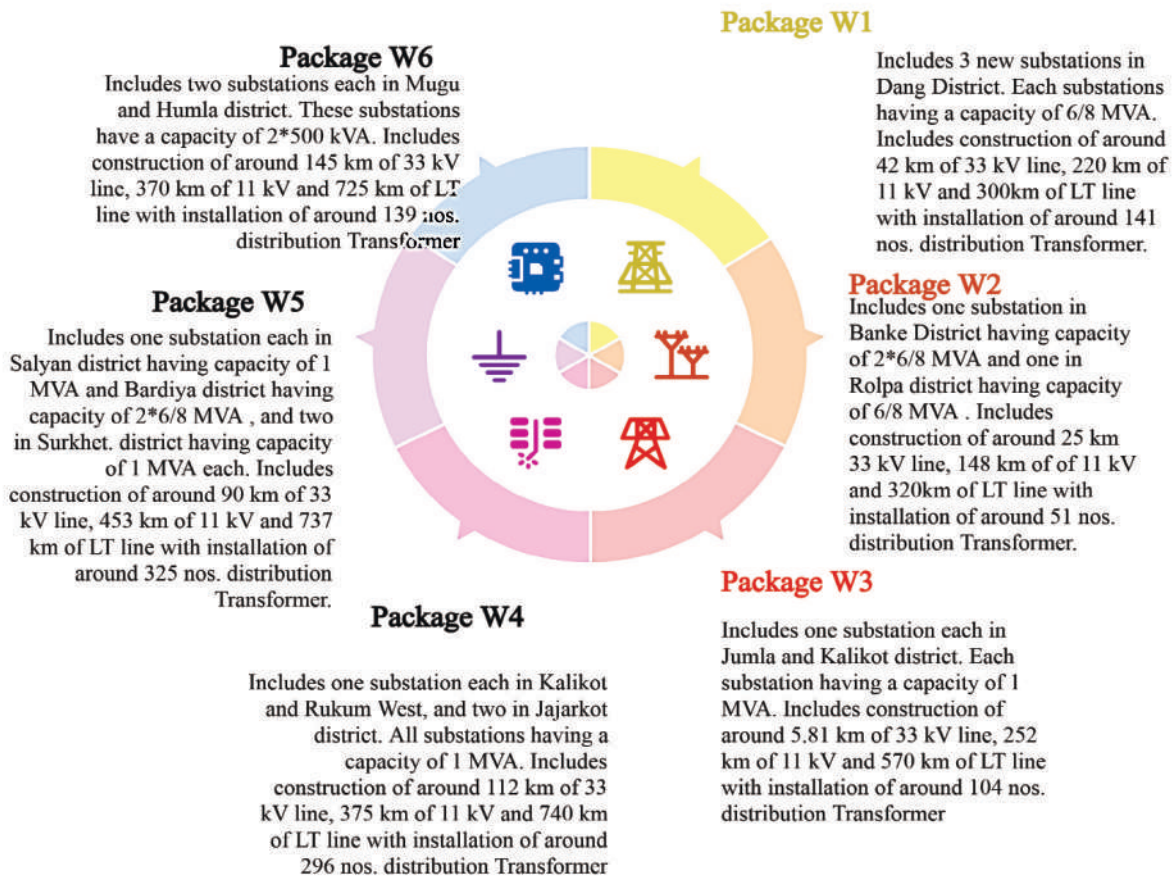 Package W1
Includes 3 new substations in
Dang District. Each substations
having a capacity of 6/8 MVA.
Includes construction of around
42 km of 33 kV line, 220 km of
11 kV and 300km of LT line
with installation of around 141
nos. distribution Transformer.
Package W2
Includes one substation in
Banke District having capacity
of 2*6/8 MVA and one in
Rolpa district having capacity
of 6/8 MVA . Includes
construction of around 25 km
33 kV line, 148 km of of 11 kV
and 320km of LT line with
installation of around 51 nos.
distribution Transformer.
Package W3
Includes one substation each in
Jumla and Kalikot district. Each
substation having a capacity of 1
MVA. Includes construction of
around 5.81 km of 33 kV line, 252
km of 11 kV and 570 km of LT line
with installation of around 104 nos.
distribution Transformer
Package W4
Includes one substation each in Kalikot
and Rukum West, and two in Jajarkot
district. All substations having a
capacity of 1 MVA. Includes
construction of around 112 km of 33
kV line, 375 km of 11 kV and 740 km
of LT line with installation of around
296 nos. distribution Transformer
Package W5
Includes one substation each in
Salyan district having capacity of 1
MVA and Bardiya district having
capacity of 2*6/8 MVA , and two
in Surkhet. district having capacity
of 1 MVA each. Includes
construction of around 90 km of 33
kV line, 453 km of 11 kV and 737
km of LT line with installation of
around 325 nos. distribution
Transformer.
Package W6
Includes two substations each in Mugu
and Humla district. These substations
have a capacity of 2*500 kVA. Includes
construction of around 145 km of 33 kV
line, 370 km of 11 kV and 725 km of LT
line with installation of around 139 nos.
distribution Transformer